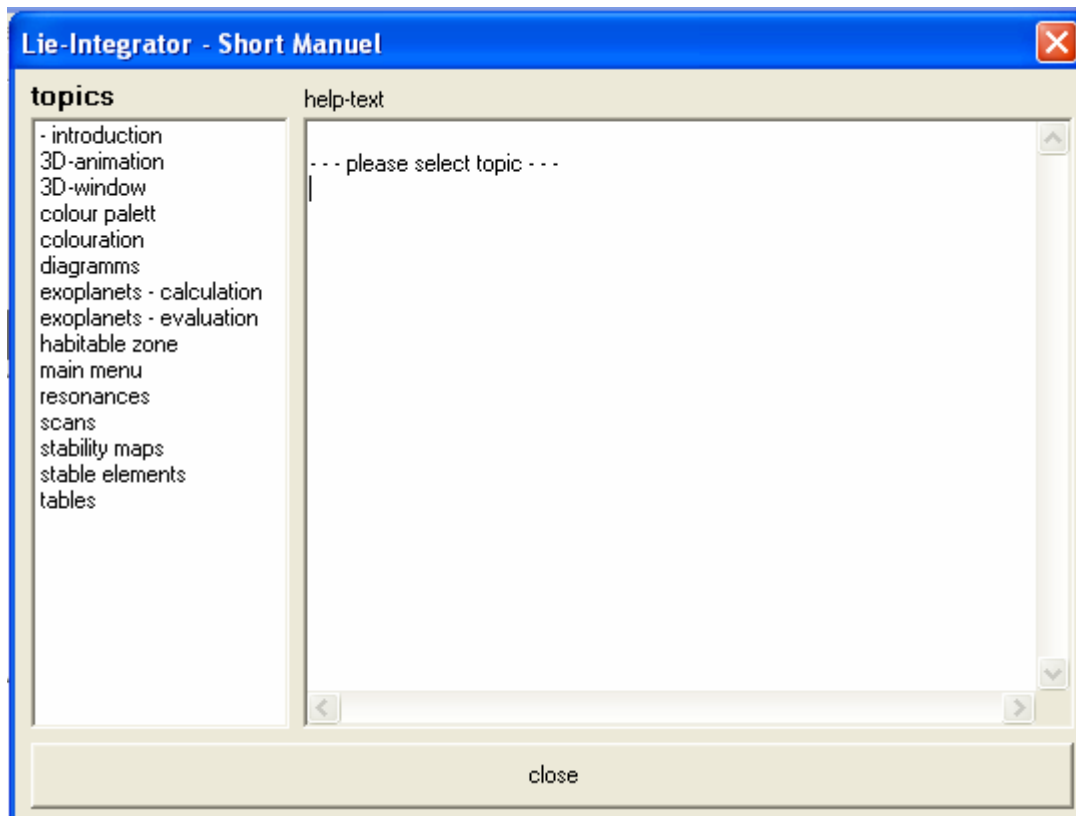 Lie-Integrator - Short Manuel
topics
help-text
- introduction
3D-animation
3D-window
colour palett
colouration
diagramms
exoplanets - calculation
exoplanets - evaluation
habitable zone
main menu
resonances
scans
stability maps
stable elements
tables
- - - please select topic - - -
close